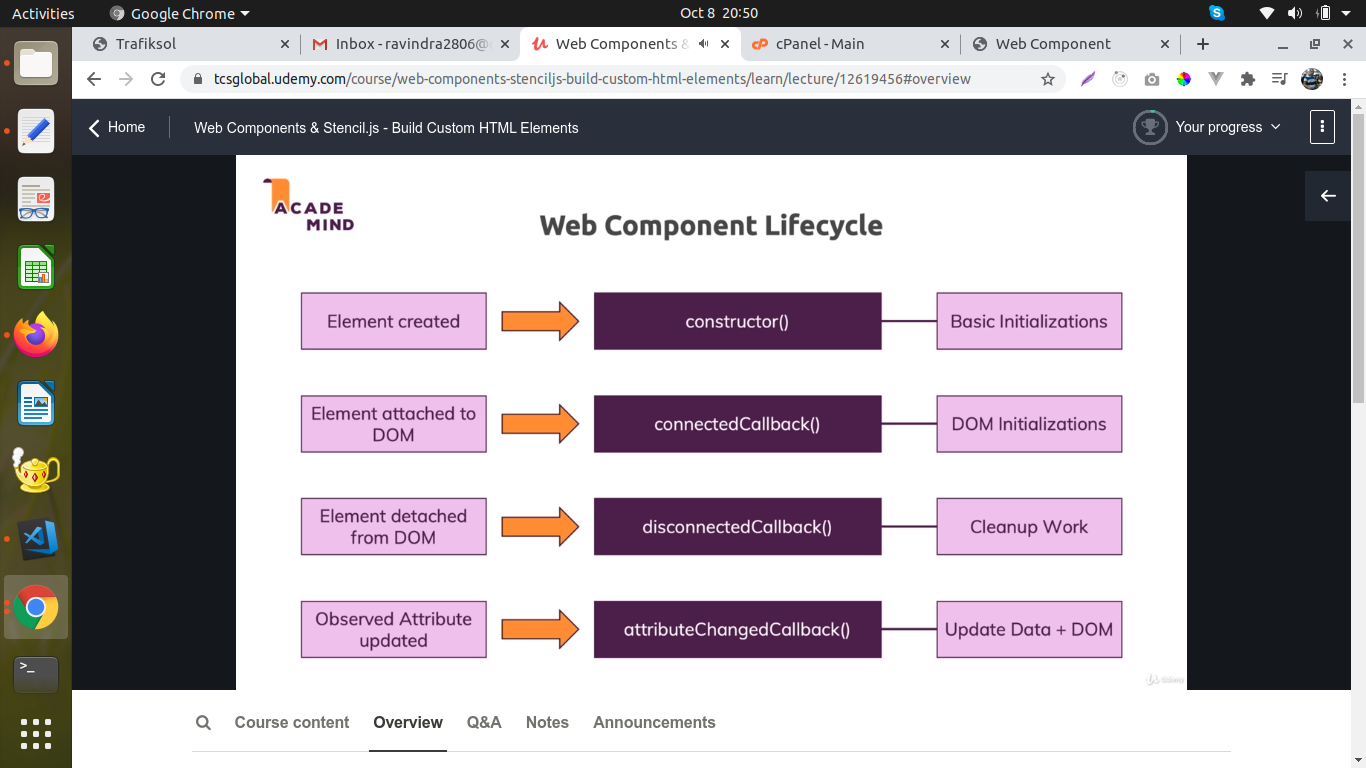 Activities
Google Chrome
Oct 8 20:50
Trafiksol
Inbox - ravindra2806@
Web Components &
cPanel - Main
Web Component
tcsglobal.udemy.com/course/web-components-stenciljs-build-custom-html-elements/learn/lecture/12619456#overview
Home
Web Components & Stencil.js - Build Custom HTML Elements
Your progress
ACADE
MIND
Web Component Lifecycle
Element created
constructor()
Basic Initializations
Element attached to
DOM
connectedCallback()
DOM Initializations
Element detached
from DOM
disconnectedCallback()
Cleanup Work
Observed Attribute
updated
attributeChangedCallback()
Update Data + DOM
Udemy
Course content
Overview
Q&A
Notes
Announcements